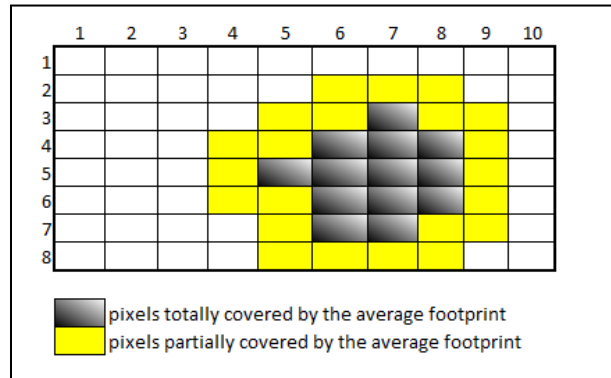 1 2 3 4 5 6 7 8 9 10
1
2
3
4
5
6
7
8
pixels totally covered by the average footprint
pixels partially covered by the average footprint